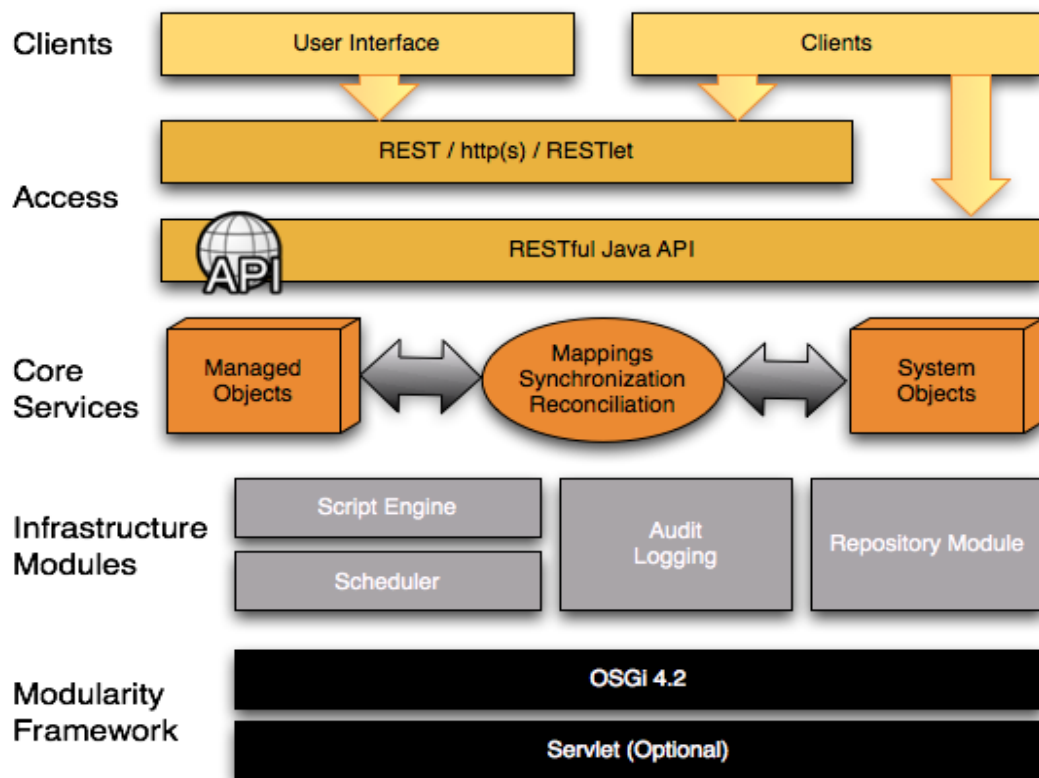 Clients
User Interface
Clients
REST / http(s) / RESTlet
Access
RESTful Java API
API
Core
Services
Managed
Objects
Mappings
Synchronization
Reconciliation
System
Objects
Infrastructure
Modules
Script Engine
Scheduler
Audit
Logging
Repository Module
Modularity
Framework
OSGi 4.2
Servlet (Optional)